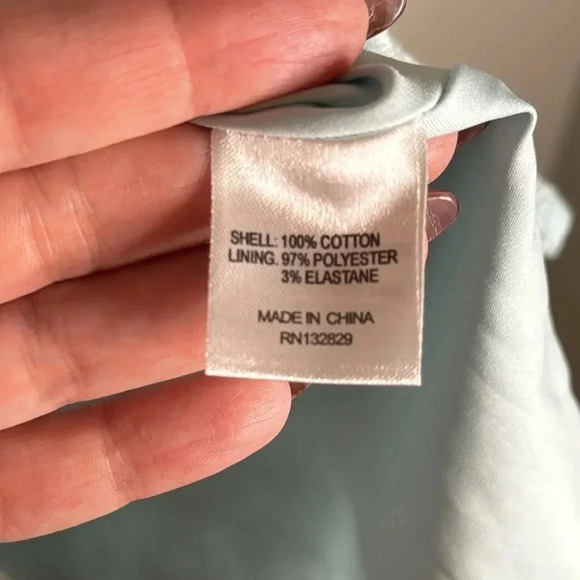 SHELL: 100% COTTON
LINING. 97% POLYESTER
3% ELASTANE
MADE IN CHINA
RN132829